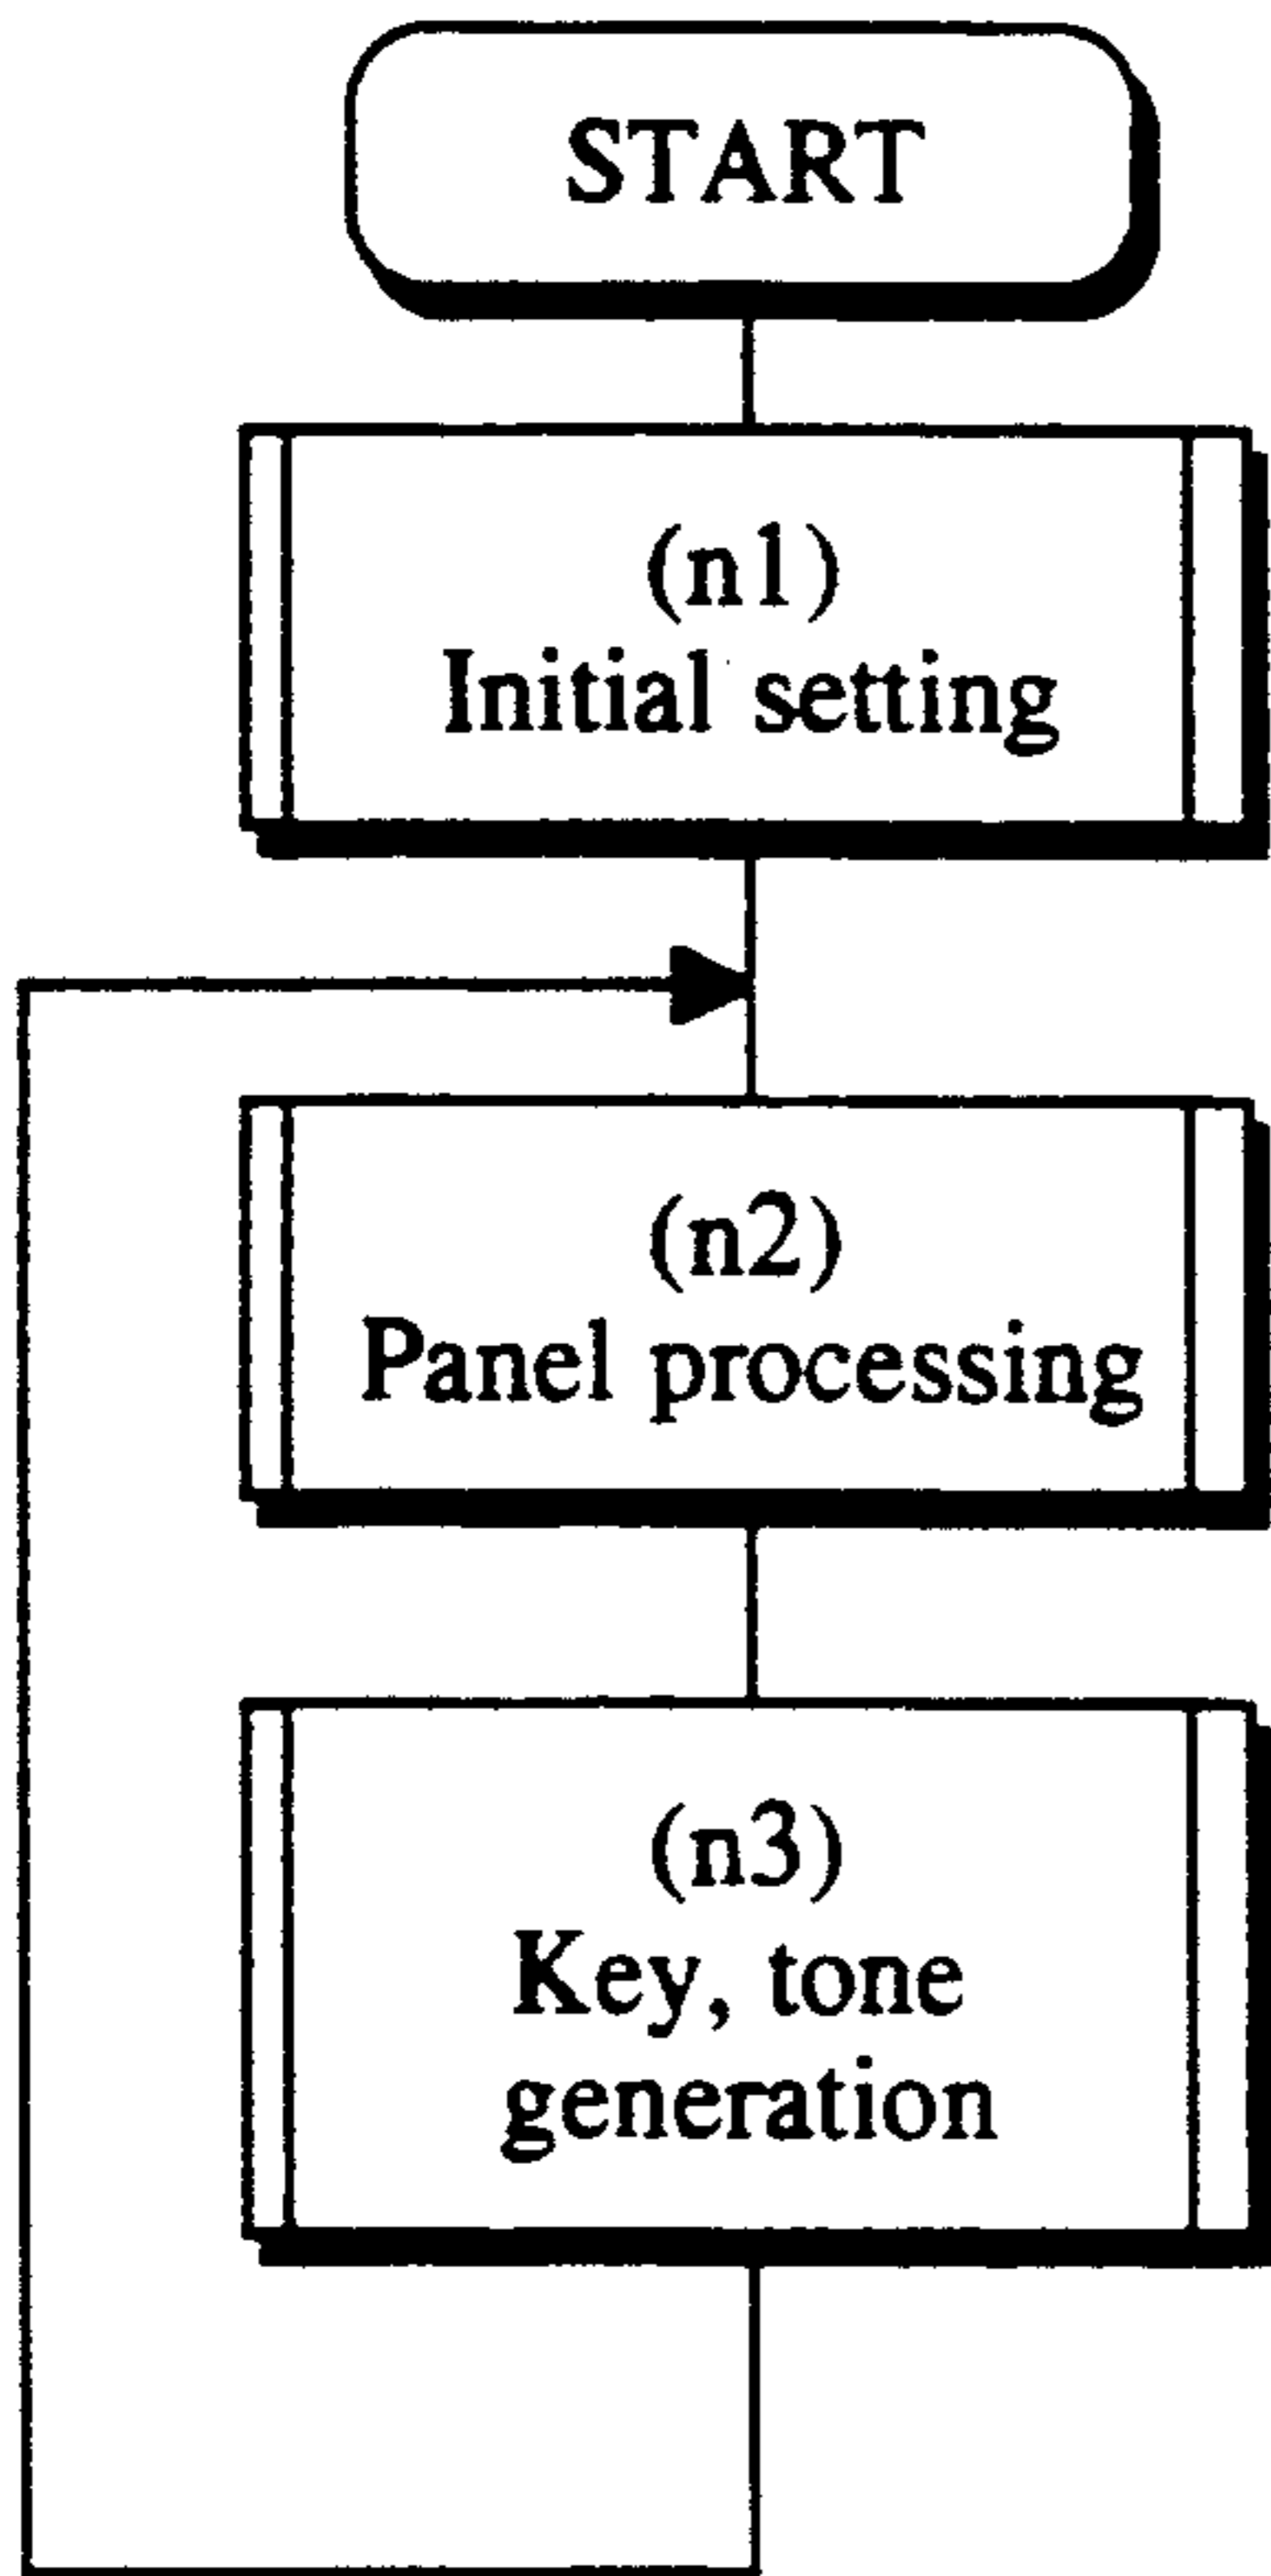 START
(n1)
Initial setting
(n2)
Panel processing
(n3)
Key, tone
generation